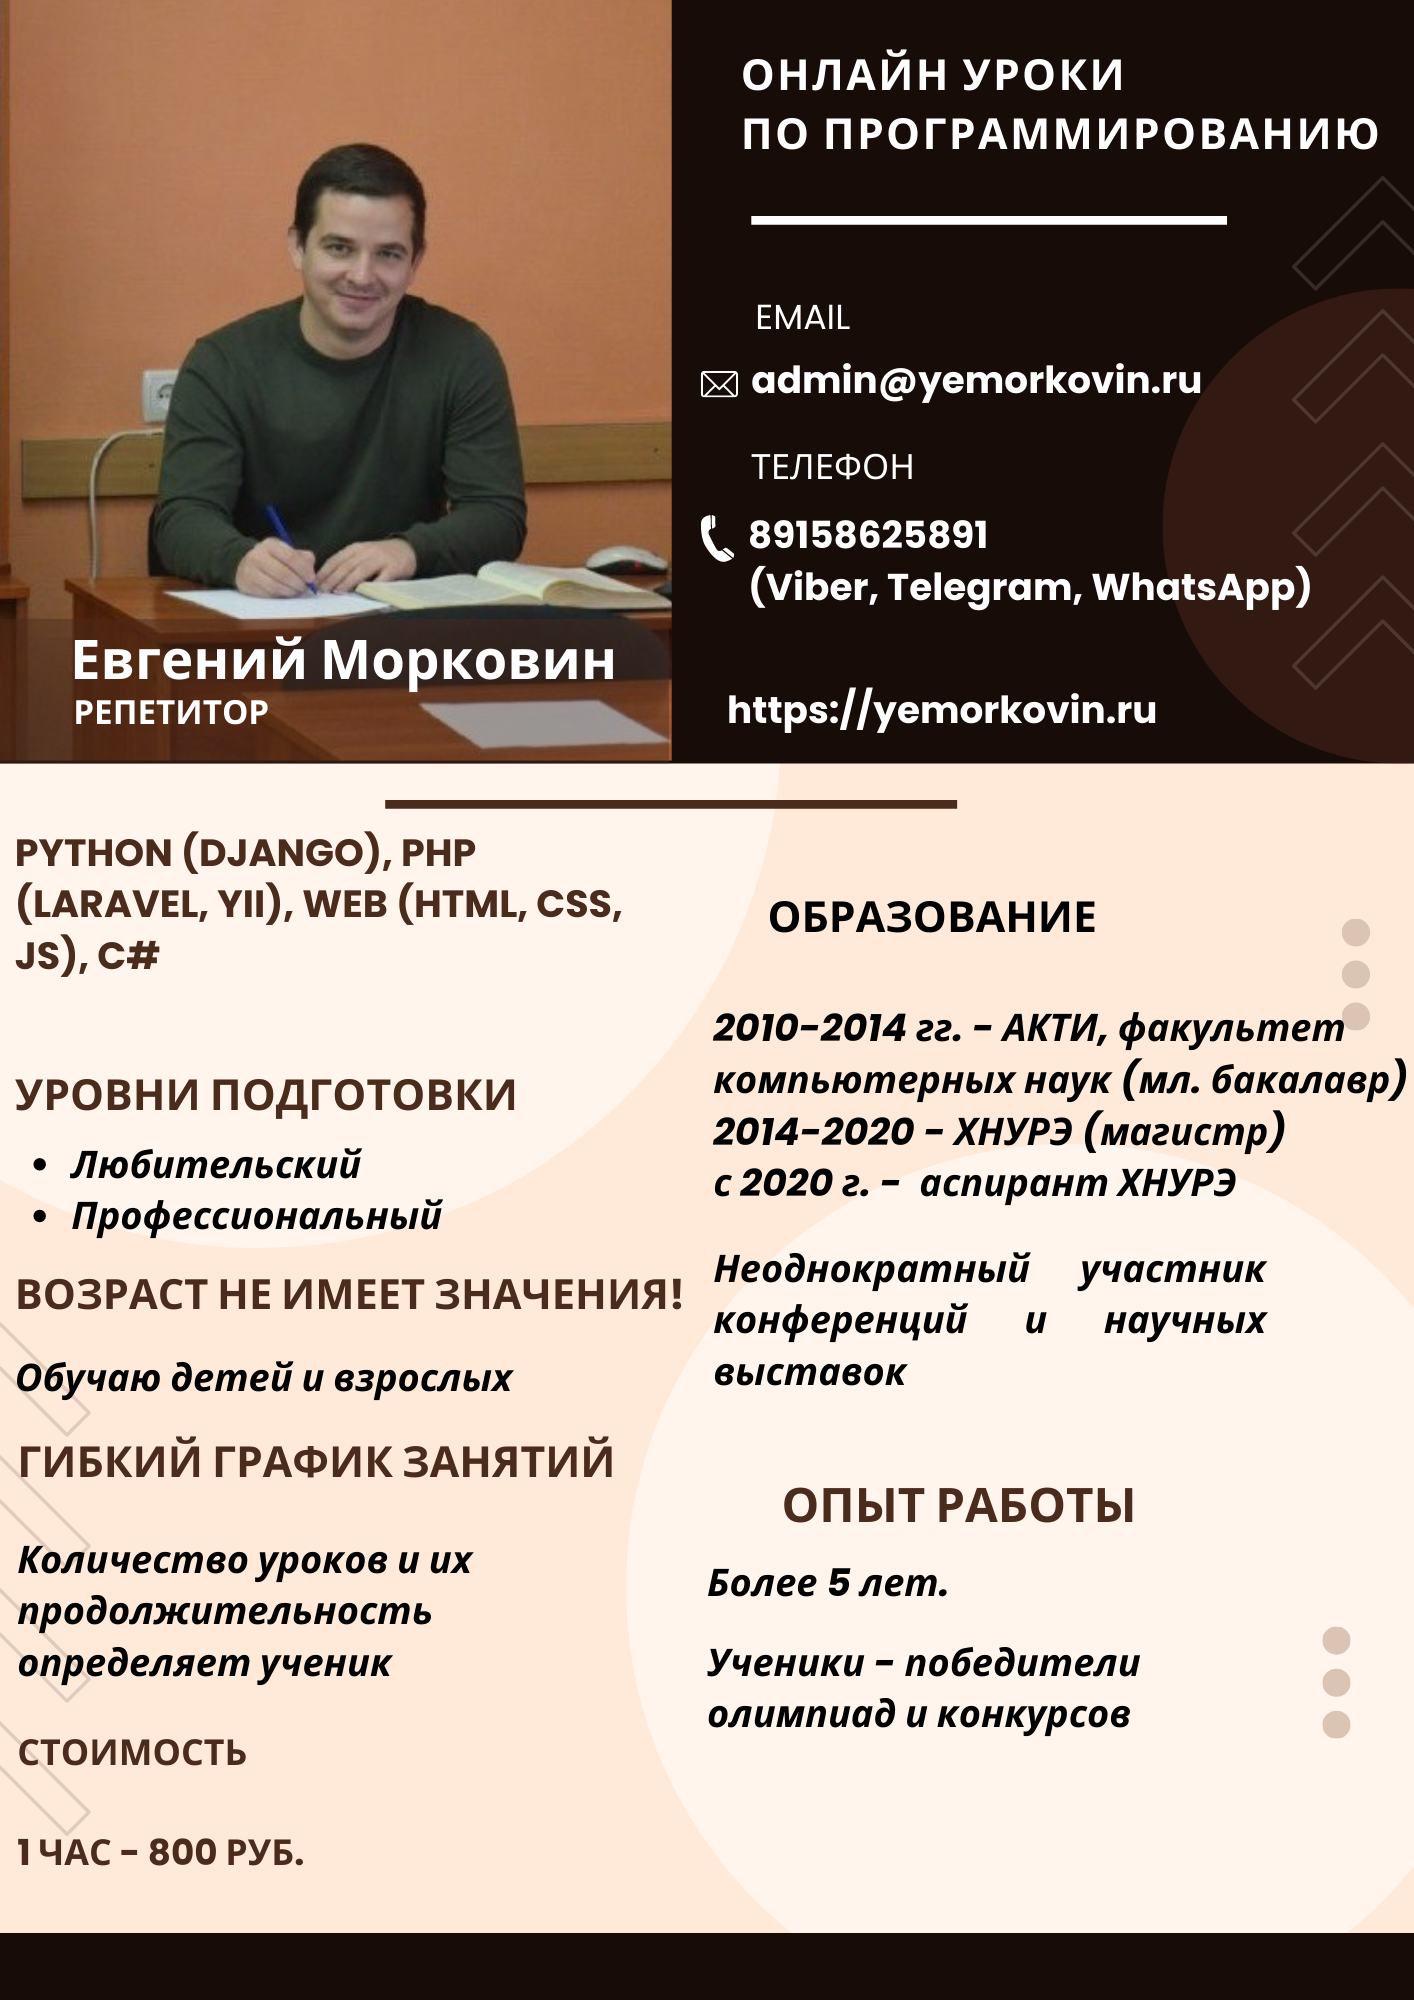 ОНЛАЙН УРОКИ
ПО ПРОГРАММИРОВАНИЮ
EMAIL
admin@yemorkovin.ru
ТЕЛЕФОН
89158625891
(Viber, Telegram, WhatsApp)
https://yemorkovin.ru
Евгений Морковин
РЕПЕТИТОР
PYTHON (DJANGO), PHP
(LARAVEL, YII), WEB (HTML, CSS,
JS), C#
УРОВНИ ПОДГОТОВКИ
• Любительский
• Профессиональный
ВОЗРАСТ НЕ ИМЕЕТ ЗНАЧЕНИЯ!
Обучаю детей и взрослых
ГИБКИЙ ГРАФИК ЗАНЯТИЙ
Количество уроков и их
продолжительность
определяет ученик
СТОИМОСТЬ
1 ЧАС – 800 РУБ.
ОБРАЗОВАНИЕ
2010-2014 гг. – АКТИ, факультет
компьютерных наук (мл. бакалавр)
2014-2020 – ХНУРЭ (магистр)
с 2020 г. – аспирант ХНУРЭ
Неоднократный участник
конференций и научных
выставок
ОПЫТ РАБОТЫ
Более 5 лет.
Ученики – победители
олимпиад и конкурсов